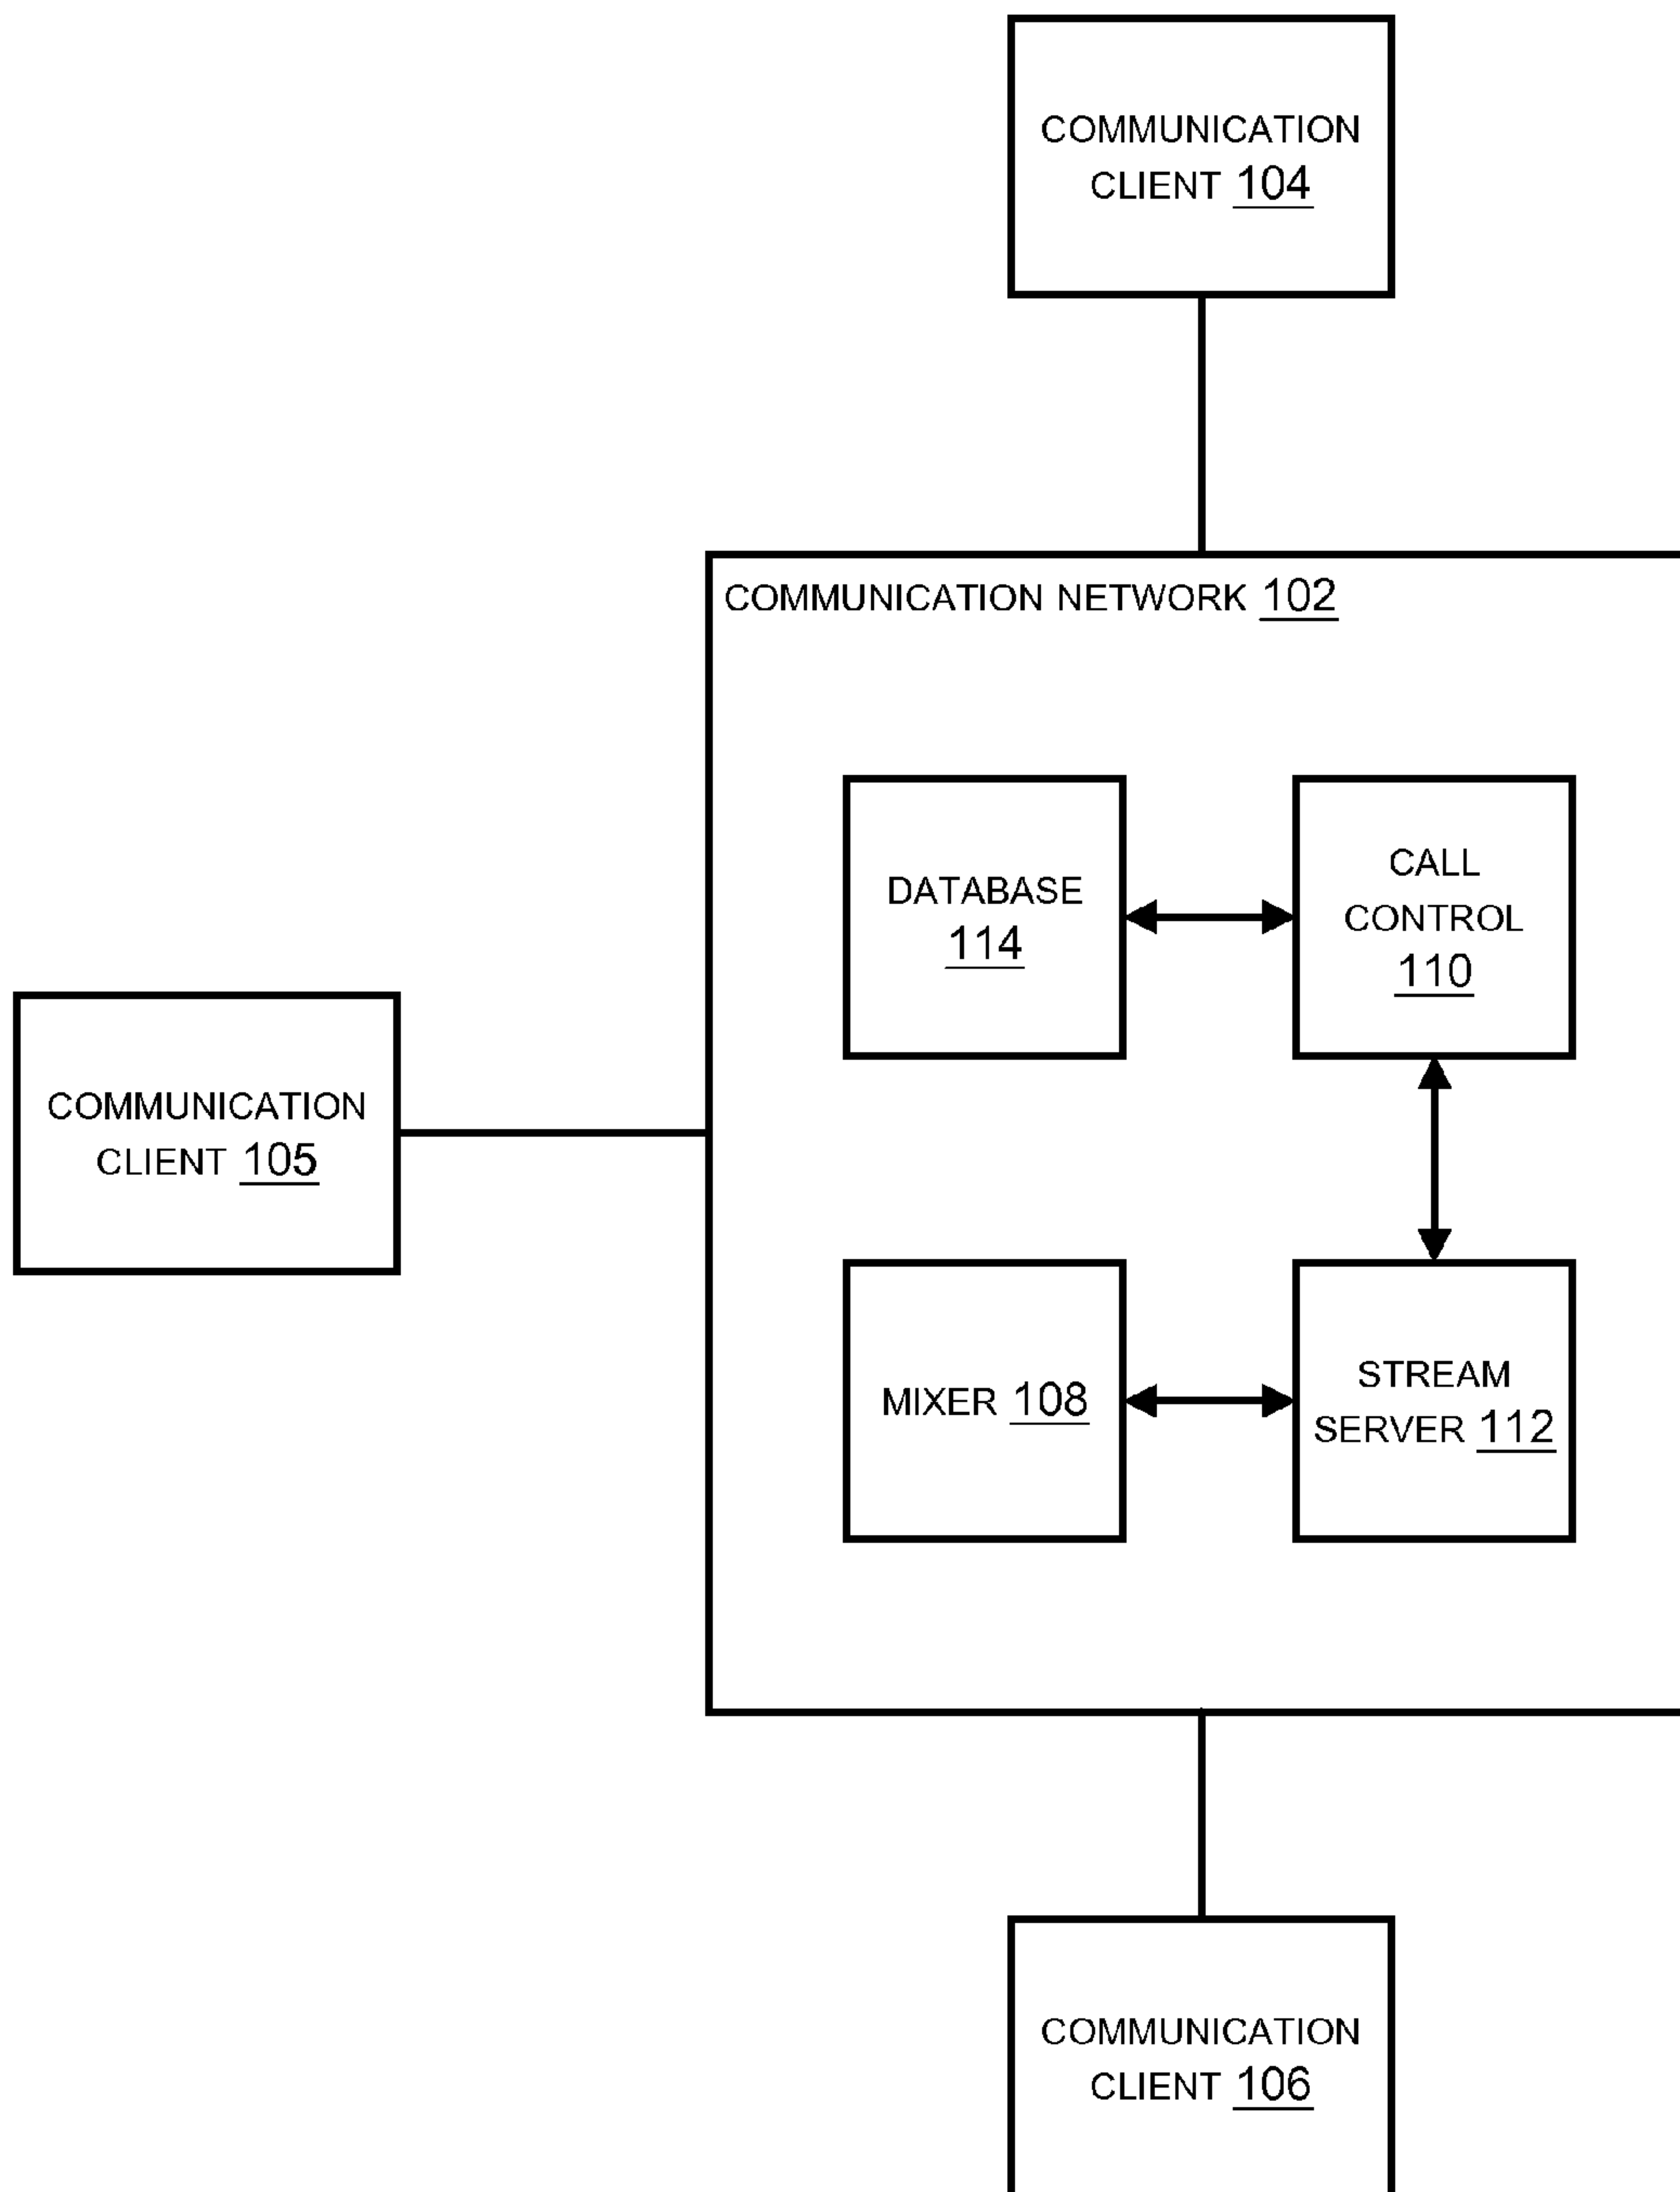 COMMUNICATION
CLIENT 104
COMMUNICATION NETWORK 102
DATABASE
114
CALL
CONTROL
110
COMMUNICATION
CLIENT 105
MIXER 108
STREAM
SERVER 112
COMMUNICATION
CLIENT 106